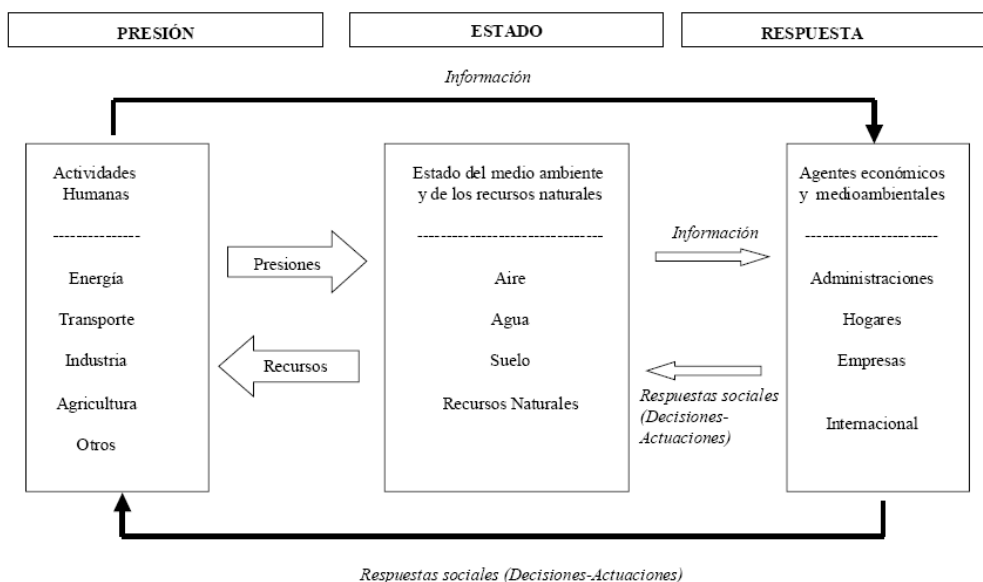 PRESIÓN
ESTADO
RESPUESTA
Información
Actividades
Humanas
---------------
Energía
Transporte
Industria
Agricultura
Otros
Presiones
Recursos
Estado del medio ambiente
y de los recursos naturales
--------------------------------
Aire
Agua
Suelo
Recursos Naturales
Información
Respuestas sociales
(Decisiones-
Actuaciones)
Agentes económicos
y medioambientales
-----------------------
Administraciones
Hogares
Empresas
Internacional
Respuestas sociales (Decisiones-Actuaciones)